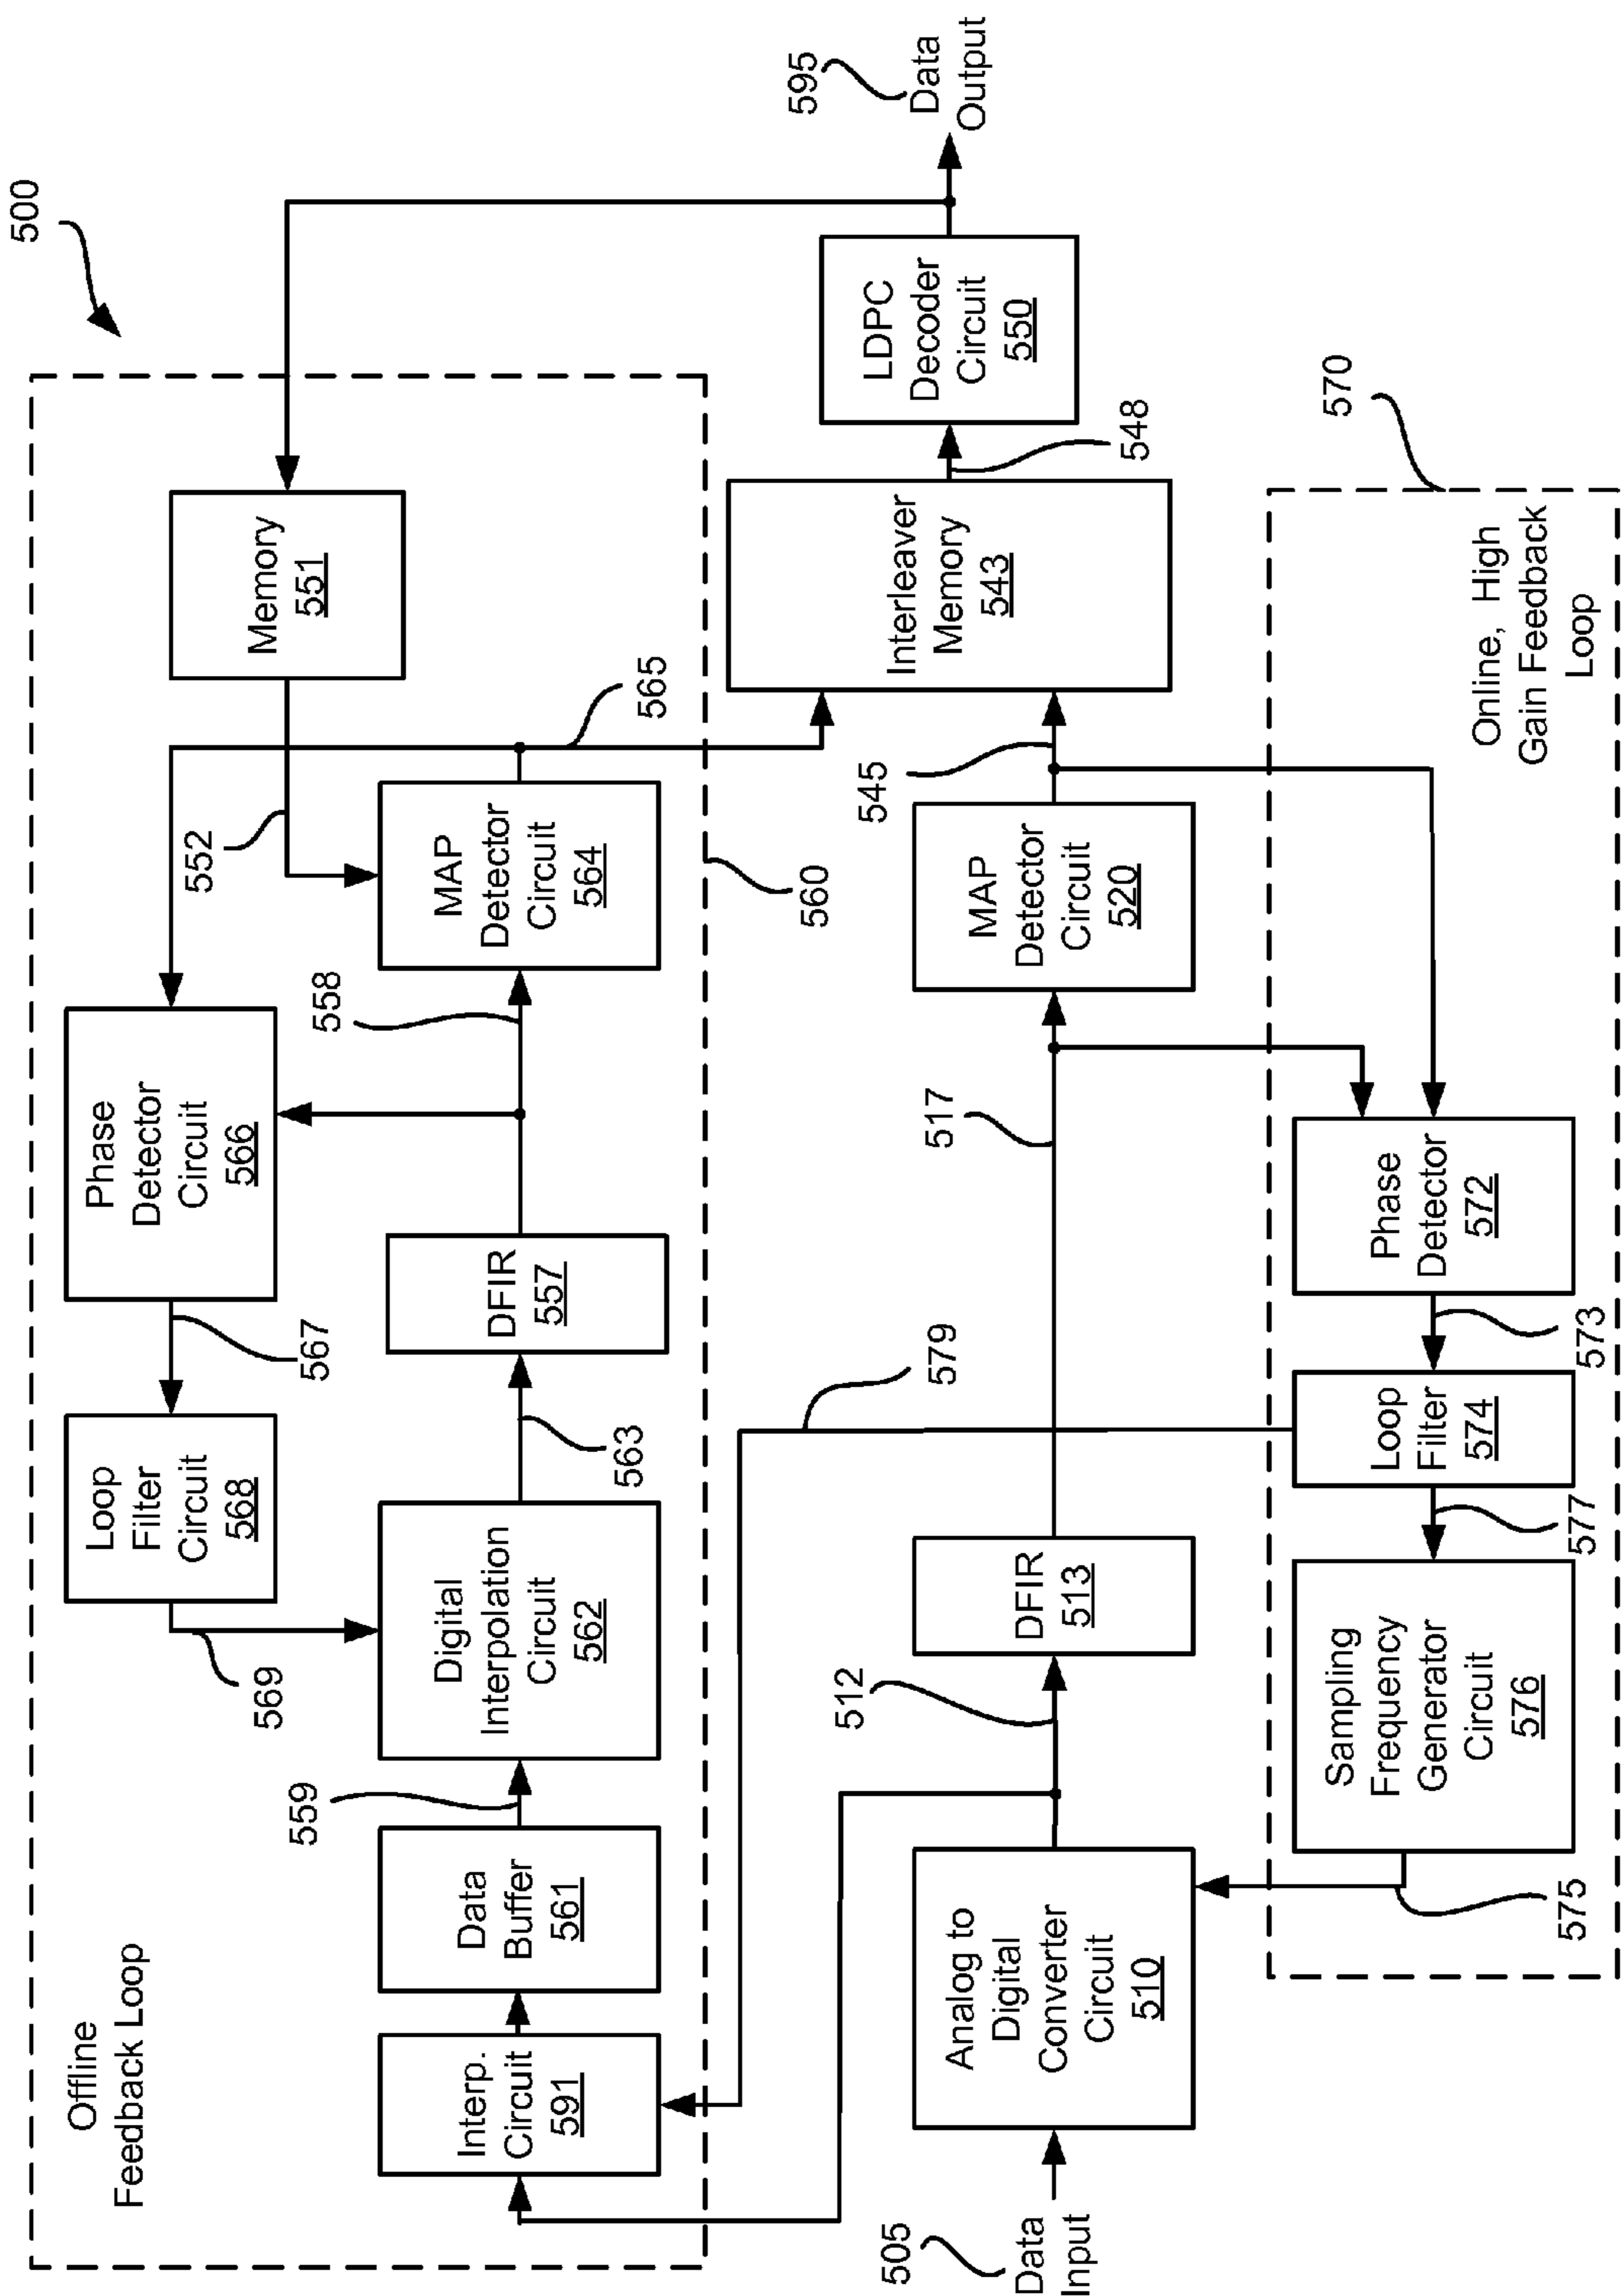 500
Offline
Feedback Loop
Loop
Filter
Circuit
568
567
Phase
Detector
Circuit
566
Memory
551
569
552
Interp.
Circuit
591
Data
Buffer
561
559
Digital
Interpolation
Circuit
562
563
DFIR
557
558
MAP
Detector
Circuit
564
565
560
579
505
Data
Input
Analog to
Digital
Converter
Circuit
510
512
DFIR
513
517
MAP
Detector
Circuit
520
545
Interleaver
Memory
543
548
LDPC
Decoder
Circuit
550
595
Data
Output
575
Sampling
Frequency
Generator
Circuit
576
577
Loop
Filter
574
573
Phase
Detector
572
Online, High
Gain Feedback
Loop
570